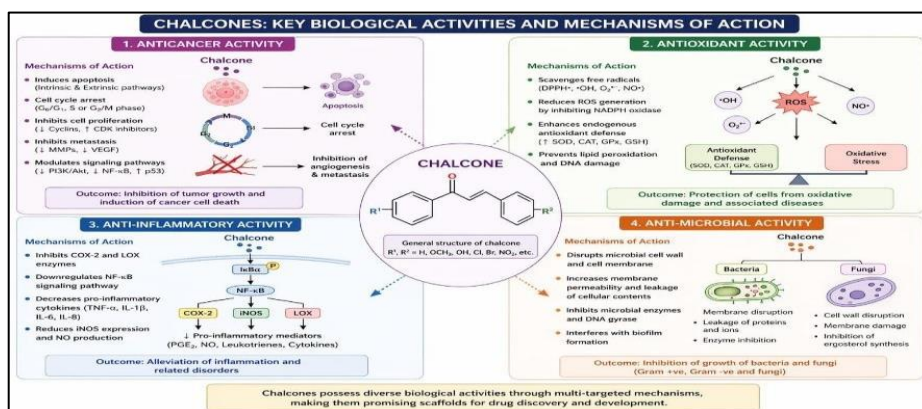 CHALCONES: KEY BIOLOGICAL ACTIVITIES AND MECHANISMS OF ACTION
1. ANTICANCER ACTIVITY
Mechanisms of Action
• Induces apoptosis
(Intrinsic & Extrinsic pathways)
• Cell cycle arrest
(G₀/G₁, S or G₂/M phase)
• Inhibits cell proliferation
(↓ Cyclins, ↑ CDK inhibitors)
• Inhibits metastasis
(↓ MMPs, ↓ VEGF)
• Modulates signaling pathways
(↓ PI3K/Akt, ↓ NF-κB, ↑ p53)
Chalcone
Apoptosis
M
G₁
S
Cell cycle
arrest
Inhibition of
angiogenesis
& metastasis
Outcome: Inhibition of tumor growth and
induction of cancer cell death
2. ANTIOXIDANT ACTIVITY
Mechanisms of Action
• Scavenges free radicals
(DPPH•, •OH, O₂•⁻, NO•)
• Reduces ROS generation
by inhibiting NADPH oxidase
• Enhances endogenous
antioxidant defense
(↑ SOD, CAT, GPx, GSH)
• Prevents lipid peroxidation
and DNA damage
Chalcone
•OH
ROS
NO•
O₂•⁻
Antioxidant
Defense
(SOD, CAT, GPx, GSH)
Oxidative
Stress
Outcome: Protection of cells from oxidative
damage and associated diseases
CHALCONE
O
R¹
R²
General structure of chalcone
R¹, R² = H, OCH₃, OH, Cl, Br, NO₂, etc.
3. ANTI-INFLAMMATORY ACTIVITY
Mechanisms of Action
• Inhibits COX-2 and LOX
enzymes
• Downregulates NF-κB
signaling pathway
• Decreases pro-inflammatory
cytokines (TNF-α, IL-1β,
IL-6, IL-8)
• Reduces iNOS expression
and NO production
Chalcone
IκBα
P
NF-κB
COX-2
iNOS
LOX
↓ Pro-inflammatory mediators
(PGE₂, NO, Leukotrienes, Cytokines)
Outcome: Alleviation of inflammation and
related disorders
4. ANTI-MICROBIAL ACTIVITY
Mechanisms of Action
• Disrupts microbial cell wall
and cell membrane
• Increases membrane
permeability and leakage
of cellular contents
• Inhibits microbial enzymes
and DNA gyrase
• Interferes with biofilm
formation
Chalcone
Bacteria
Membrane disruption
• Leakage of proteins
and ions
• Enzyme inhibition
Fungi
• Cell wall disruption
• Membrane damage
• Inhibition of
ergosterol synthesis
Outcome: Inhibition of growth of bacteria and fungi
(Gram +ve, Gram -ve and fungi)
Chalcones possess diverse biological activities through multi-targeted mechanisms,
making them promising scaffolds for drug discovery and development.